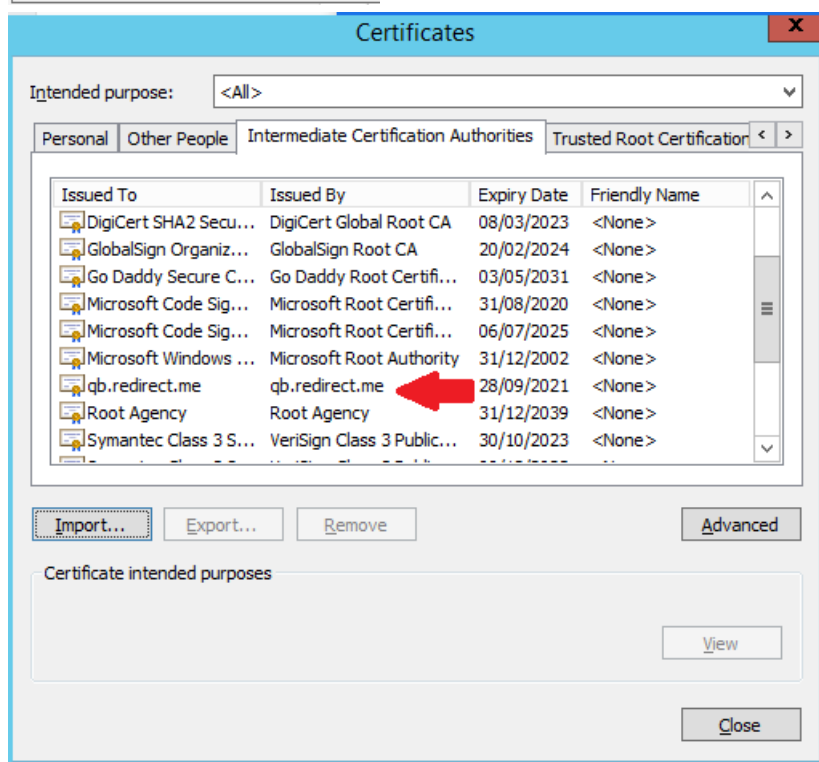 Certificates
x
Intended purpose: <All>
Personal Other People Intermediate Certification Authorities Trusted Root Certification
Issued To Issued By Expiry Date Friendly Name
DigiCert SHA2 Secu... DigiCert Global Root CA 08/03/2023 <None>
GlobalSign Organiz... GlobalSign Root CA 20/02/2024 <None>
Go Daddy Secure C... Go Daddy Root Certifi... 03/05/2031 <None>
Microsoft Code Sig... Microsoft Root Certifi... 31/08/2020 <None>
Microsoft Code Sig... Microsoft Root Certifi... 06/07/2025 <None>
Microsoft Windows ... Microsoft Root Authority 31/12/2002 <None>
qb.redirect.me qb.redirect.me 28/09/2021 <None>
Root Agency Root Agency 31/12/2039 <None>
Symantec Class 3 S... VeriSign Class 3 Public... 30/10/2023 <None>
Import... Export... Remove Advanced
Certificate intended purposes
View
Close